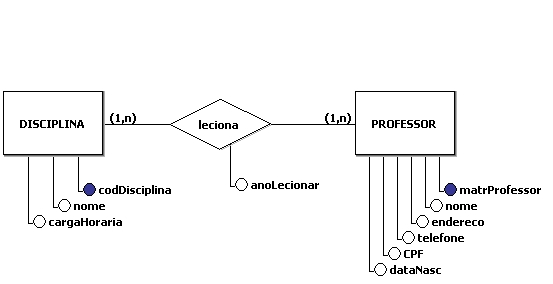 DISCIPLINA (1,n) leciona (1,n) PROFESSOR
anoLecionar
codDisciplina
nome
cargaHoraria
matrProfessor
nome
endereco
telefone
CPF
dataNasc